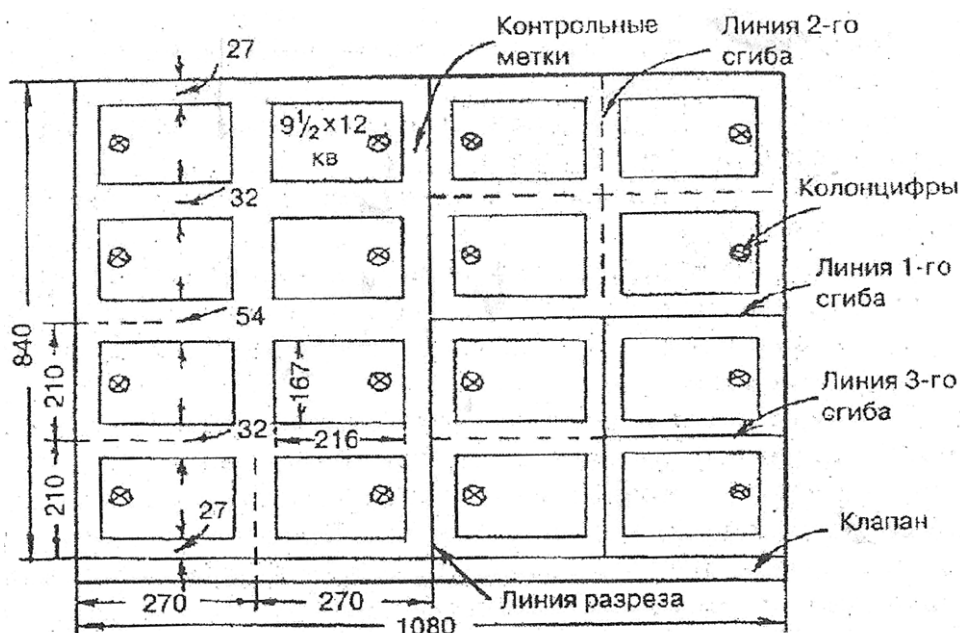 27
Контрольные
метки
Линия 2-го
сгиба
9½×12
кв
32
Колонцифры
Линия 1-го
сгиба
54
840
210
167
Линия 3-го
сгиба
32
216
210
27
Клапан
270
270
Линия разреза
1080